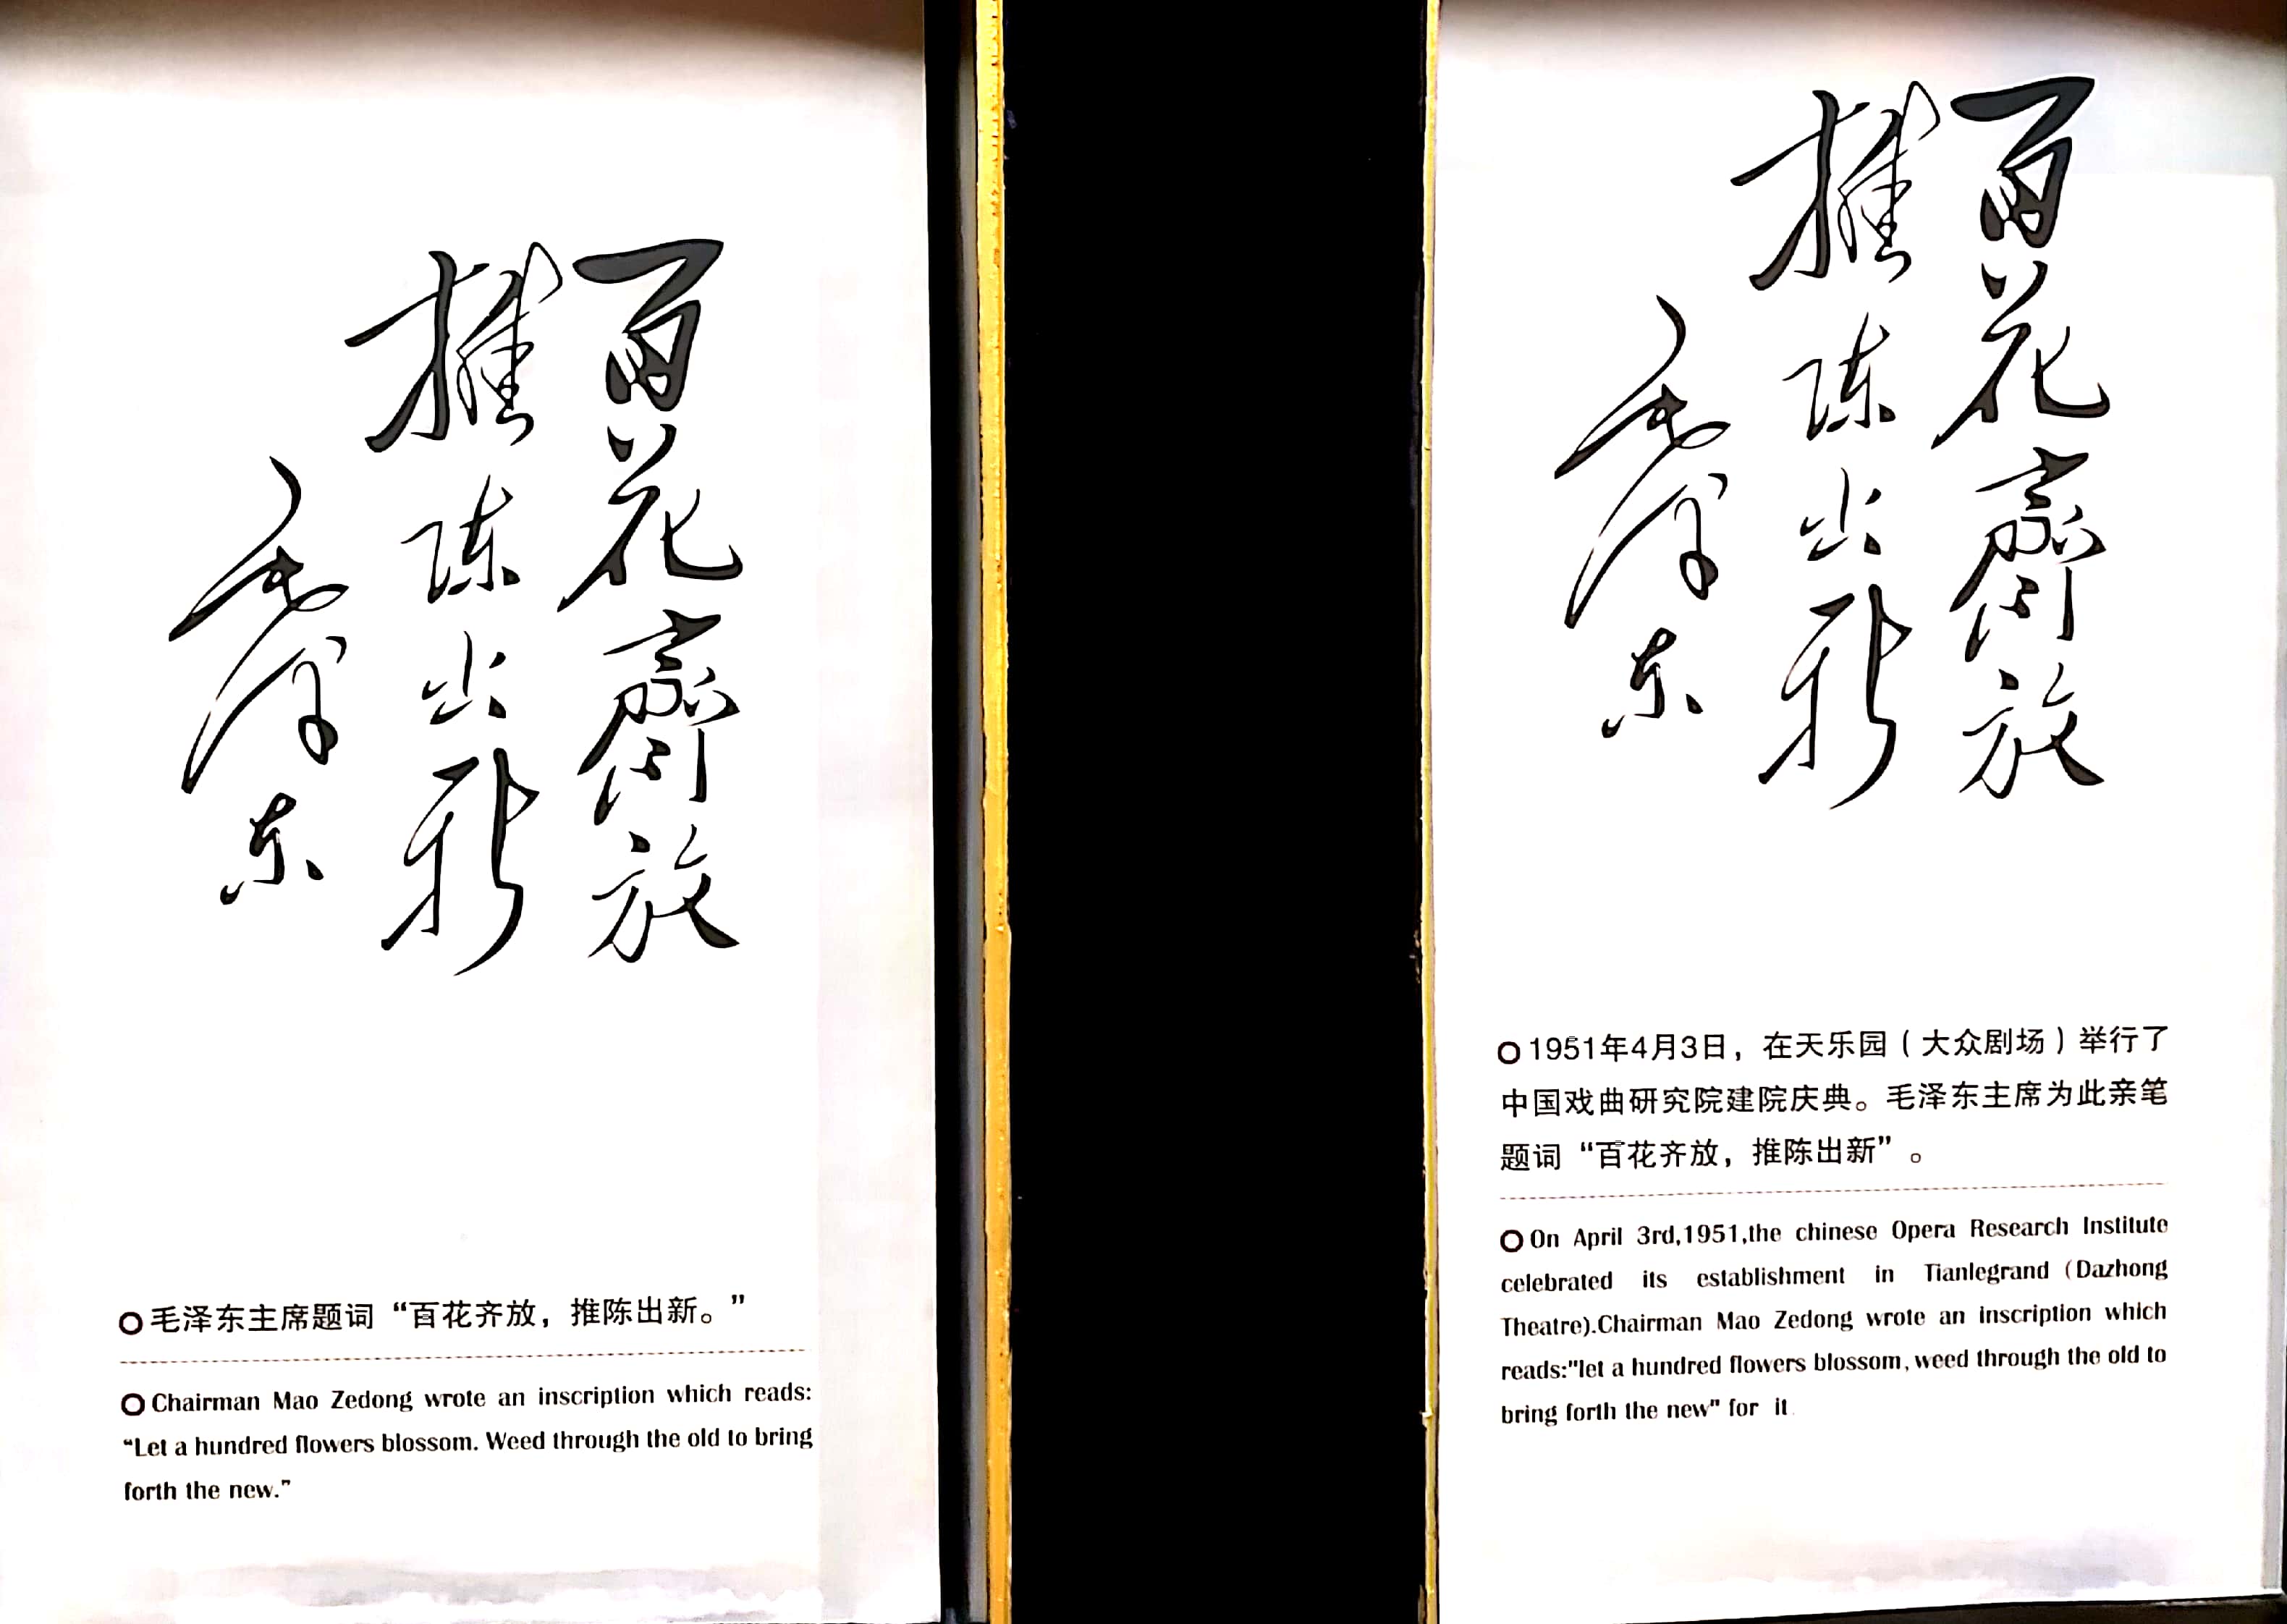 百花齊放
推陈出新
毛泽东
毛泽东主席题词“百花齐放，推陈出新。”
Chairman Mao Zedong wrote an inscription which reads:
“Let a hundred flowers blossom. Weed through the old to bring
forth the new.”
百花齊放
推陈出新
毛泽东
1951年4月3日，在天乐园（大众剧场）举行了
中国戏曲研究院建院庆典。毛泽东主席为此亲笔
题词“百花齐放，推陈出新”。
On April 3rd,1951,the chinese Opera Research Institute
celebrated its establishment in Tianlegrand (Dazhong
Theatre).Chairman Mao Zedong wrote an inscription which
reads:"let a hundred flowers blossom, weed through the old to
bring forth the new" for it.